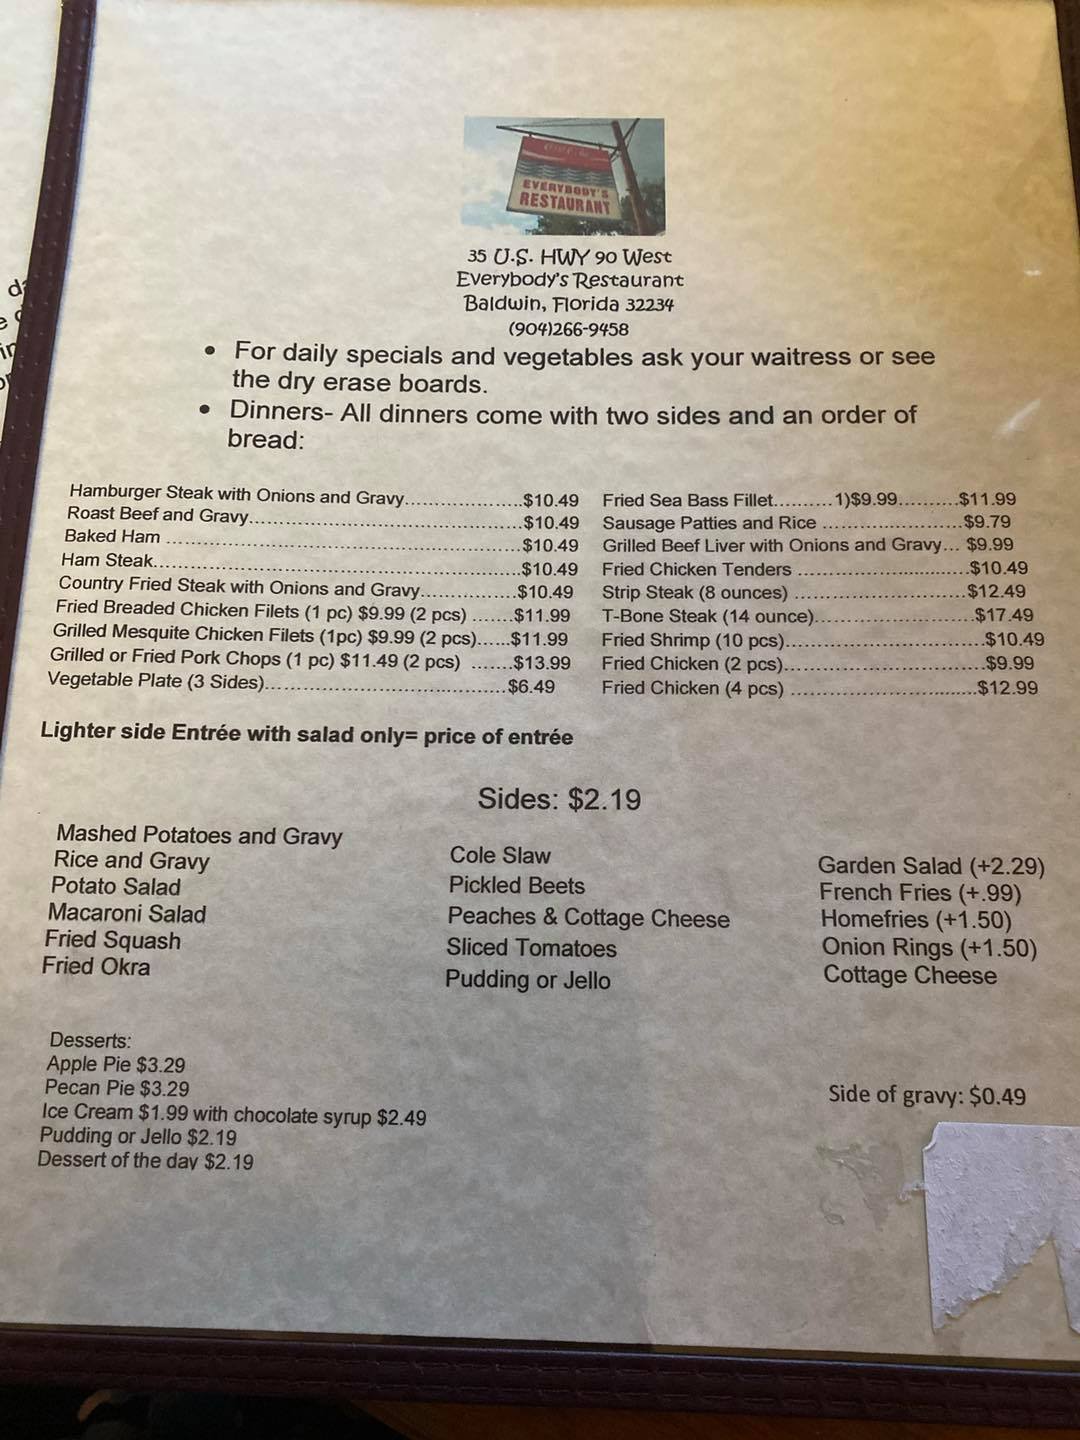 EVERYBODY'S
RESTAURANT
35 U.S. HWY 90 West
Everybody's Restaurant
Baldwin, Florida 32234
(904)266-9458
• For daily specials and vegetables ask your waitress or see
the dry erase boards.
• Dinners- All dinners come with two sides and an order of
bread:
Hamburger Steak with Onions and Gravy....................$10.49
Roast Beef and Gravy..............................................$10.49
Baked Ham ............................................................$10.49
Ham Steak..............................................................$10.49
Country Fried Steak with Onions and Gravy................$10.49
Fried Breaded Chicken Filets (1 pc) $9.99 (2 pcs) .......$11.99
Grilled Mesquite Chicken Filets (1pc) $9.99 (2 pcs)......$11.99
Grilled or Fried Pork Chops (1 pc) $11.49 (2 pcs) .......$13.99
Vegetable Plate (3 Sides)..........................................$6.49
Fried Sea Bass Fillet..........1)$9.99..........$11.99
Sausage Patties and Rice .......................$9.79
Grilled Beef Liver with Onions and Gravy... $9.99
Fried Chicken Tenders .............................$10.49
Strip Steak (8 ounces) .............................$12.49
T-Bone Steak (14 ounce)..........................$17.49
Fried Shrimp (10 pcs).................................$10.49
Fried Chicken (2 pcs).................................$9.99
Fried Chicken (4 pcs) ...............................$12.99
Lighter side Entrée with salad only= price of entrée
Sides: $2.19
Mashed Potatoes and Gravy
Rice and Gravy
Potato Salad
Macaroni Salad
Fried Squash
Fried Okra
Cole Slaw
Pickled Beets
Peaches & Cottage Cheese
Sliced Tomatoes
Pudding or Jello
Garden Salad (+2.29)
French Fries (+.99)
Homefries (+1.50)
Onion Rings (+1.50)
Cottage Cheese
Desserts:
Apple Pie $3.29
Pecan Pie $3.29
Ice Cream $1.99 with chocolate syrup $2.49
Pudding or Jello $2.19
Dessert of the day $2.19
Side of gravy: $0.49